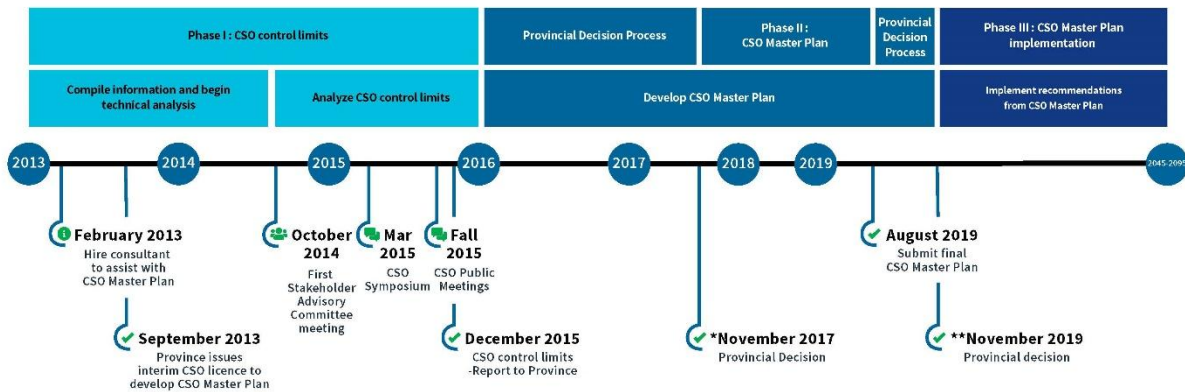 Phase I : CSO control limits
Provincial Decision Process
Phase II :
CSO Master Plan
Provincial
Decision
Process
Phase III : CSO Master Plan
implementation
Compile information and begin
technical analysis
Analyze CSO control limits
Develop CSO Master Plan
Implement recommendations
from CSO Master Plan
2013
2014
2015
2016
2017
2018
2019
2045-2095
February 2013
Hire consultant
to assist with
CSO Master Plan
September 2013
Province issues
interim CSO licence to
develop CSO Master Plan
October
2014
First
Stakeholder
Advisory
Committee
meeting
Mar
2015
CSO
Symposium
Fall
2015
CSO Public
Meetings
December 2015
CSO control limits
-Report to Province
*November 2017
Provincial Decision
August 2019
Submit final
CSO Master Plan
**November 2019
Provincial decision